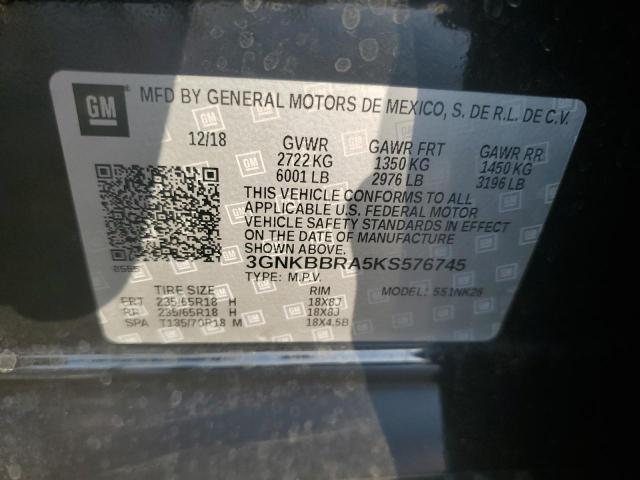 GM ® MFD BY GENERAL MOTORS DE MEXICO, S. DE R.L. DE C.V.
12/18 GVWR GAWR FRT GAWR RR
2722 KG 1350 KG 1450 KG
6001 LB 2976 LB 3196 LB
THIS VEHICLE CONFORMS TO ALL
APPLICABLE U.S. FEDERAL MOTOR
VEHICLE SAFETY STANDARDS IN EFFECT
ON THE DATE OF MANUFACTURE
SHOWN ABOVE.
3GNKBBRA5KS576745
TYPE: M.P.V. MODEL: 551NK26
TIRE SIZE RIM
FRT 235/65R18 H 18X8J
RR 235/65R18 H 18X8J
SPA T135/70R18 M 18X4.5B